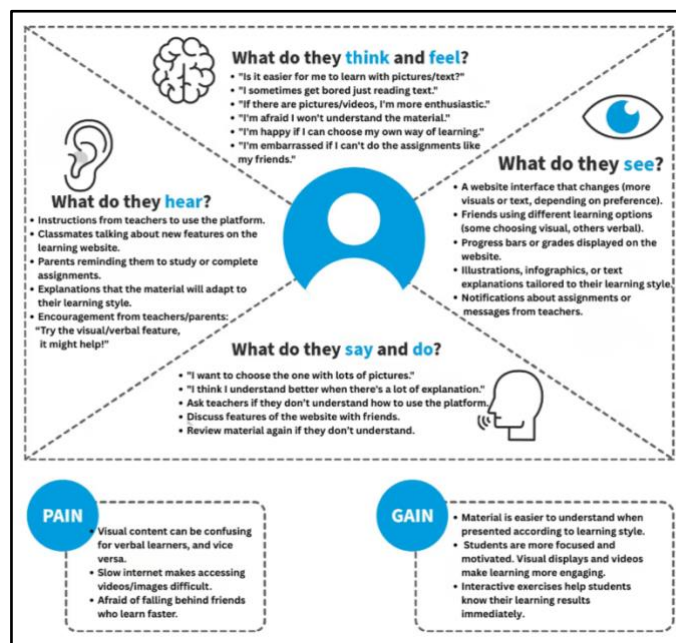 What do they think and feel?
• "Is it easier for me to learn with pictures/text?"
• "I sometimes get bored just reading text."
• "If there are pictures/videos, I'm more enthusiastic."
• "I'm afraid I won't understand the material."
• "I'm happy if I can choose my own way of learning."
• "I'm embarrassed if I can't do the assignments like
my friends."
What do they hear?
• Instructions from teachers to use the platform.
• Classmates talking about new features on the
learning website.
• Parents reminding them to study or complete
assignments.
• Explanations that the material will adapt to
their learning style.
• Encouragement from teachers/parents:
"Try the visual/verbal feature,
it might help!"
What do they see?
• A website interface that changes (more
visuals or text, depending on preference).
• Friends using different learning options
(some choosing visual, others verbal).
• Progress bars or grades displayed on the
website.
• Illustrations, infographics, or text
explanations tailored to their learning style.
• Notifications about assignments or
messages from teachers.
What do they say and do?
• "I want to choose the one with lots of pictures."
• "I think I understand better when there's a lot of explanation."
• Ask teachers if they don't understand how to use the platform.
• Discuss features of the website with friends.
• Review material again if they don't understand.
PAIN
• Visual content can be confusing
for verbal learners, and vice
versa.
• Slow internet makes accessing
videos/images difficult.
• Afraid of falling behind friends
who learn faster.
GAIN
• Material is easier to understand when
presented according to learning style.
• Students are more focused and
motivated. Visual displays and videos
make learning more engaging.
• Interactive exercises help students
know their learning results
immediately.